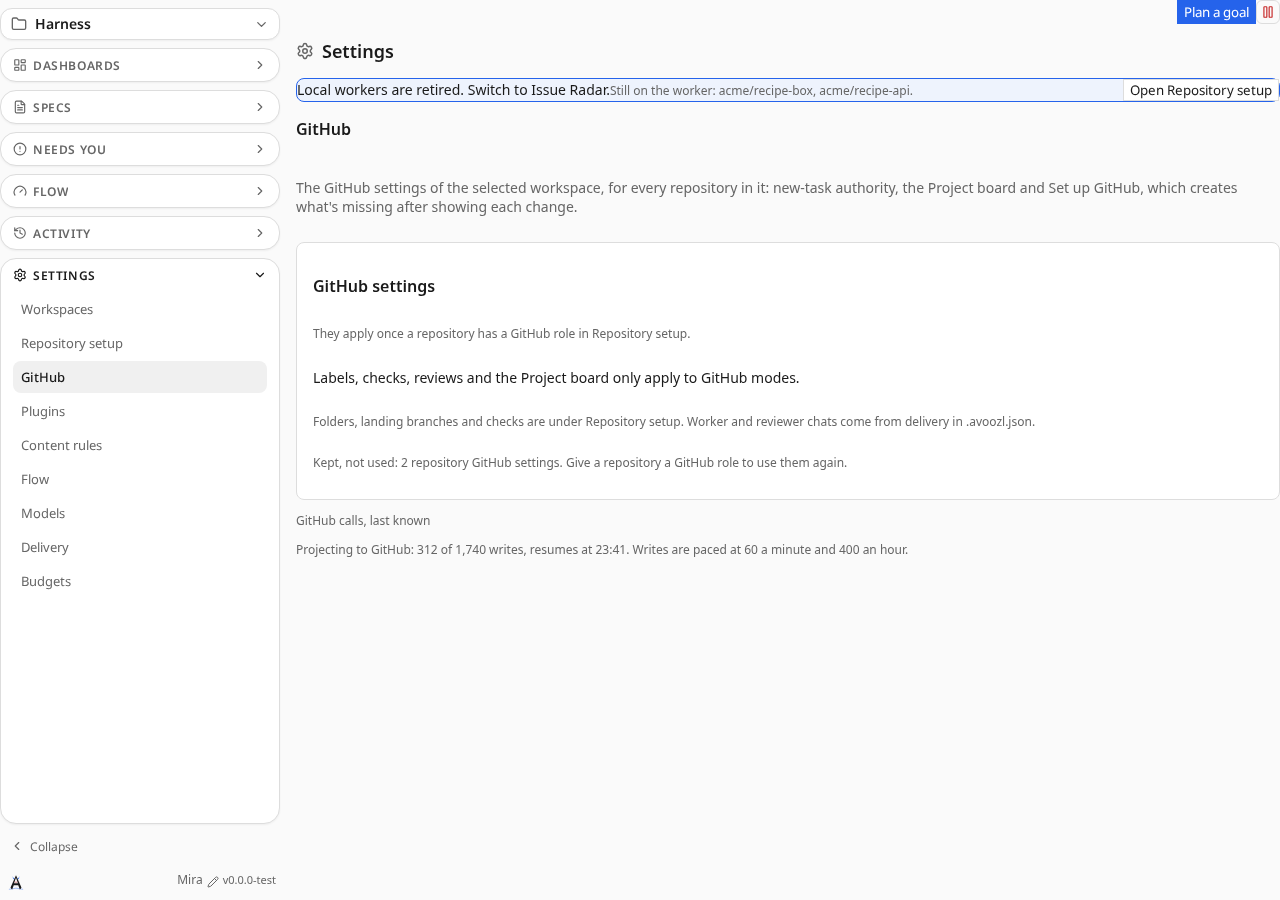 Harness
Plan a goal
DASHBOARDS
SPECS
NEEDS YOU
FLOW
ACTIVITY
SETTINGS
Workspaces
Repository setup
GitHub
Plugins
Content rules
Flow
Models
Delivery
Budgets
Collapse
A
Mira v0.0.0-test
Settings
Local workers are retired. Switch to Issue Radar. Still on the worker: acme/recipe-box, acme/recipe-api.
Open Repository setup
GitHub
The GitHub settings of the selected workspace, for every repository in it: new-task authority, the Project board and Set up GitHub, which creates
what's missing after showing each change.
GitHub settings
They apply once a repository has a GitHub role in Repository setup.
Labels, checks, reviews and the Project board only apply to GitHub modes.
Folders, landing branches and checks are under Repository setup. Worker and reviewer chats come from delivery in .avoozl.json.
Kept, not used: 2 repository GitHub settings. Give a repository a GitHub role to use them again.
GitHub calls, last known
Projecting to GitHub: 312 of 1,740 writes, resumes at 23:41. Writes are paced at 60 a minute and 400 an hour.